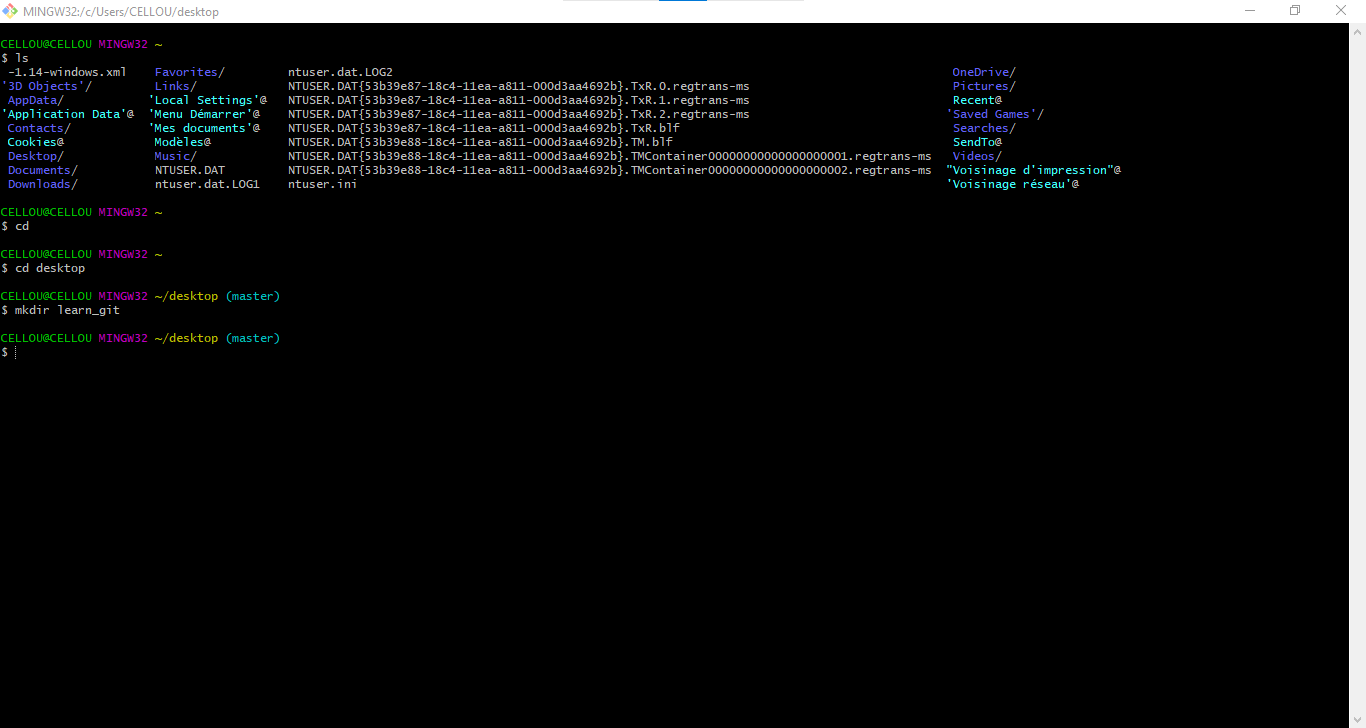 MINGW32:/c/Users/CELLOU/desktop
CELLOU@CELLOU MINGW32 ~
$ ls
 -1.14-windows.xml    Favorites/         ntuser.dat.LOG2                                                                                OneDrive/
'3D Objects'/         Links/             NTUSER.DAT{53b39e87-18c4-11ea-a811-000d3aa4692b}.TxR.0.regtrans-ms                             Pictures/
 AppData/            'Local Settings'@   NTUSER.DAT{53b39e87-18c4-11ea-a811-000d3aa4692b}.TxR.1.regtrans-ms                             Recent@
'Application Data'@  'Menu Démarrer'@    NTUSER.DAT{53b39e87-18c4-11ea-a811-000d3aa4692b}.TxR.2.regtrans-ms                            'Saved Games'/
 Contacts/           'Mes documents'@    NTUSER.DAT{53b39e87-18c4-11ea-a811-000d3aa4692b}.TxR.blf                                       Searches/
 Cookies@             Modèles@           NTUSER.DAT{53b39e88-18c4-11ea-a811-000d3aa4692b}.TM.blf                                        SendTo@
 Desktop/             Music/             NTUSER.DAT{53b39e88-18c4-11ea-a811-000d3aa4692b}.TMContainer00000000000000000001.regtrans-ms   Videos/
 Documents/           NTUSER.DAT         NTUSER.DAT{53b39e88-18c4-11ea-a811-000d3aa4692b}.TMContainer00000000000000000002.regtrans-ms  "Voisinage d'impression"@
 Downloads/           ntuser.dat.LOG1    ntuser.ini                                                                                    'Voisinage réseau'@
CELLOU@CELLOU MINGW32 ~
$ cd
CELLOU@CELLOU MINGW32 ~
$ cd desktop
CELLOU@CELLOU MINGW32 ~/desktop (master)
$ mkdir learn_git
CELLOU@CELLOU MINGW32 ~/desktop (master)
$